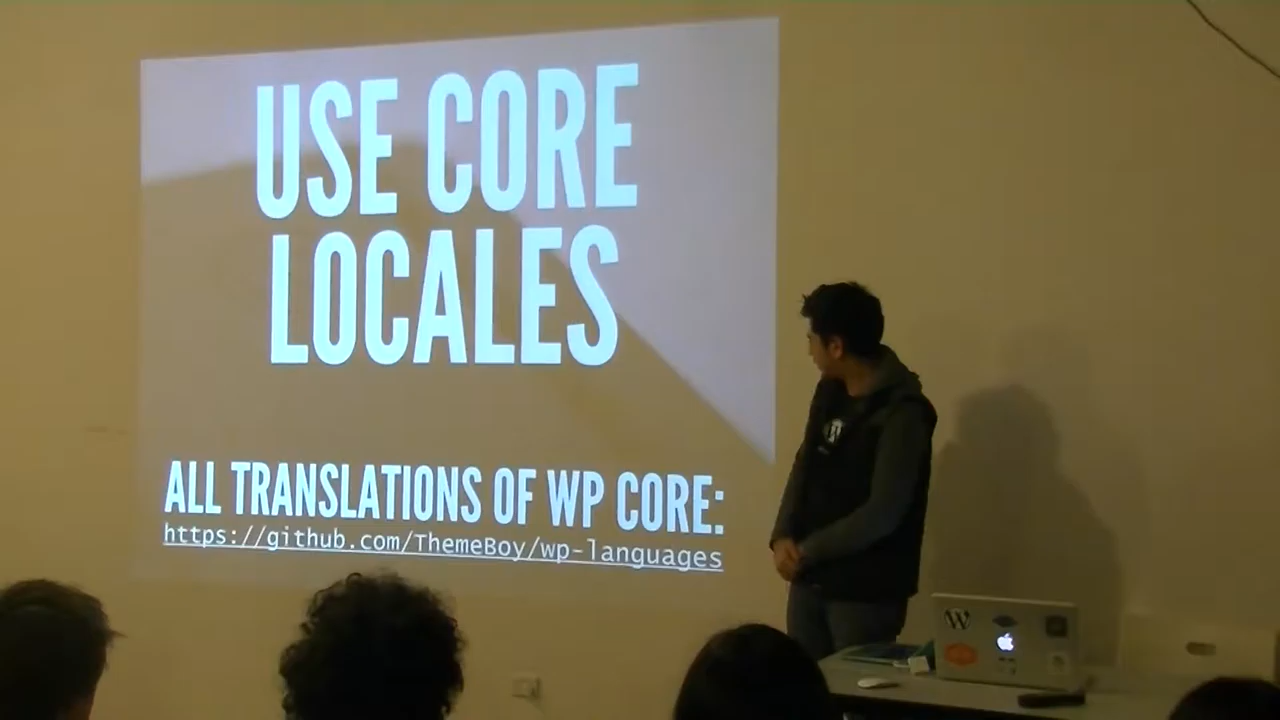 USE CORE
LOCALES
ALL TRANSLATIONS OF WP CORE:
https://github.com/ThemeBoy/wp-languages